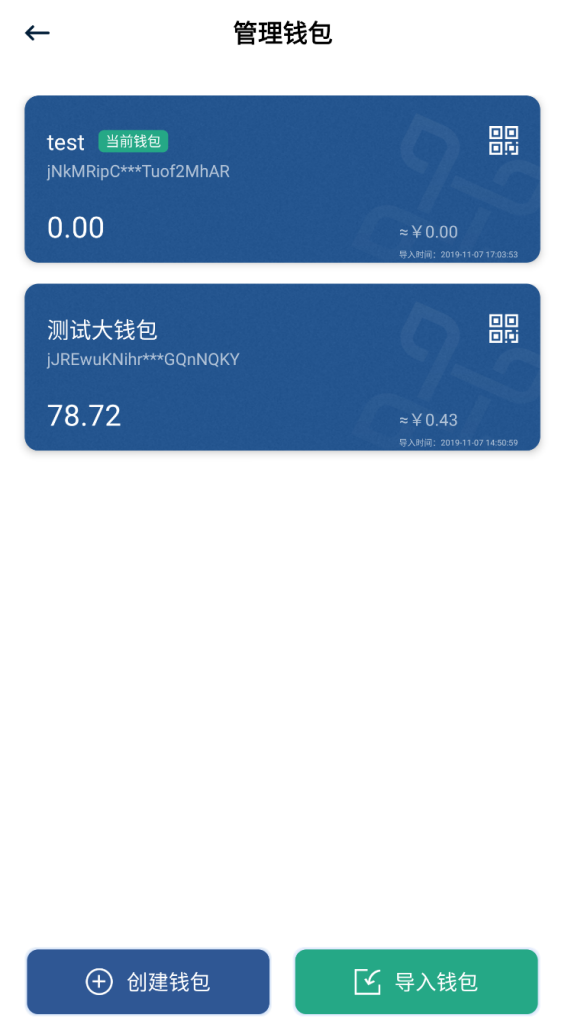 管理钱包
test 当前钱包
jNkMRipC***Tuof2MhAR
0.00
≈￥0.00
导入时间：2019-11-07 17:03:53
测试大钱包
jJREwuKNihr***GQnNQKY
78.72
≈￥0.43
导入时间：2019-11-07 14:50:59
创建钱包
导入钱包